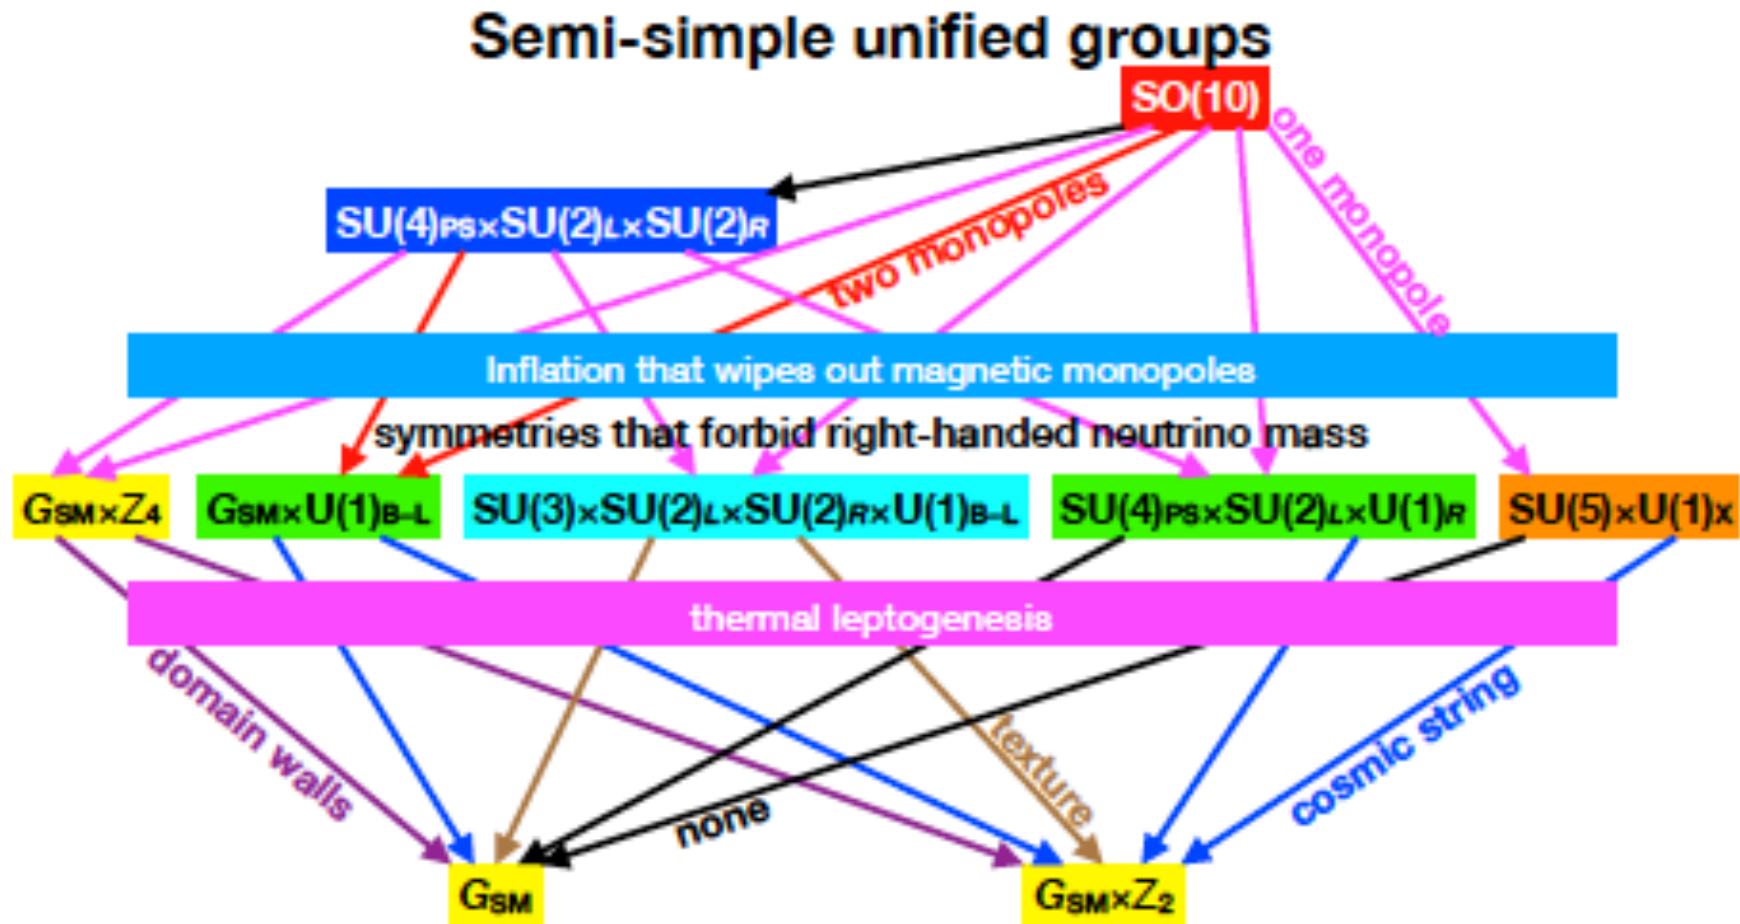 Semi-simple unified groups
SO(10)
one monopole
SU(4)PS×SU(2)L×SU(2)R
two monopoles
Inflation that wipes out magnetic monopoles
symmetries that forbid right-handed neutrino mass
GSM×Z4
GSM×U(1)B−L
SU(3)×SU(2)L×SU(2)R×U(1)B−L
SU(4)PS×SU(2)L×U(1)R
SU(5)×U(1)X
thermal leptogenesis
domain walls
none
texture
cosmic string
GSM
GSM×Z2